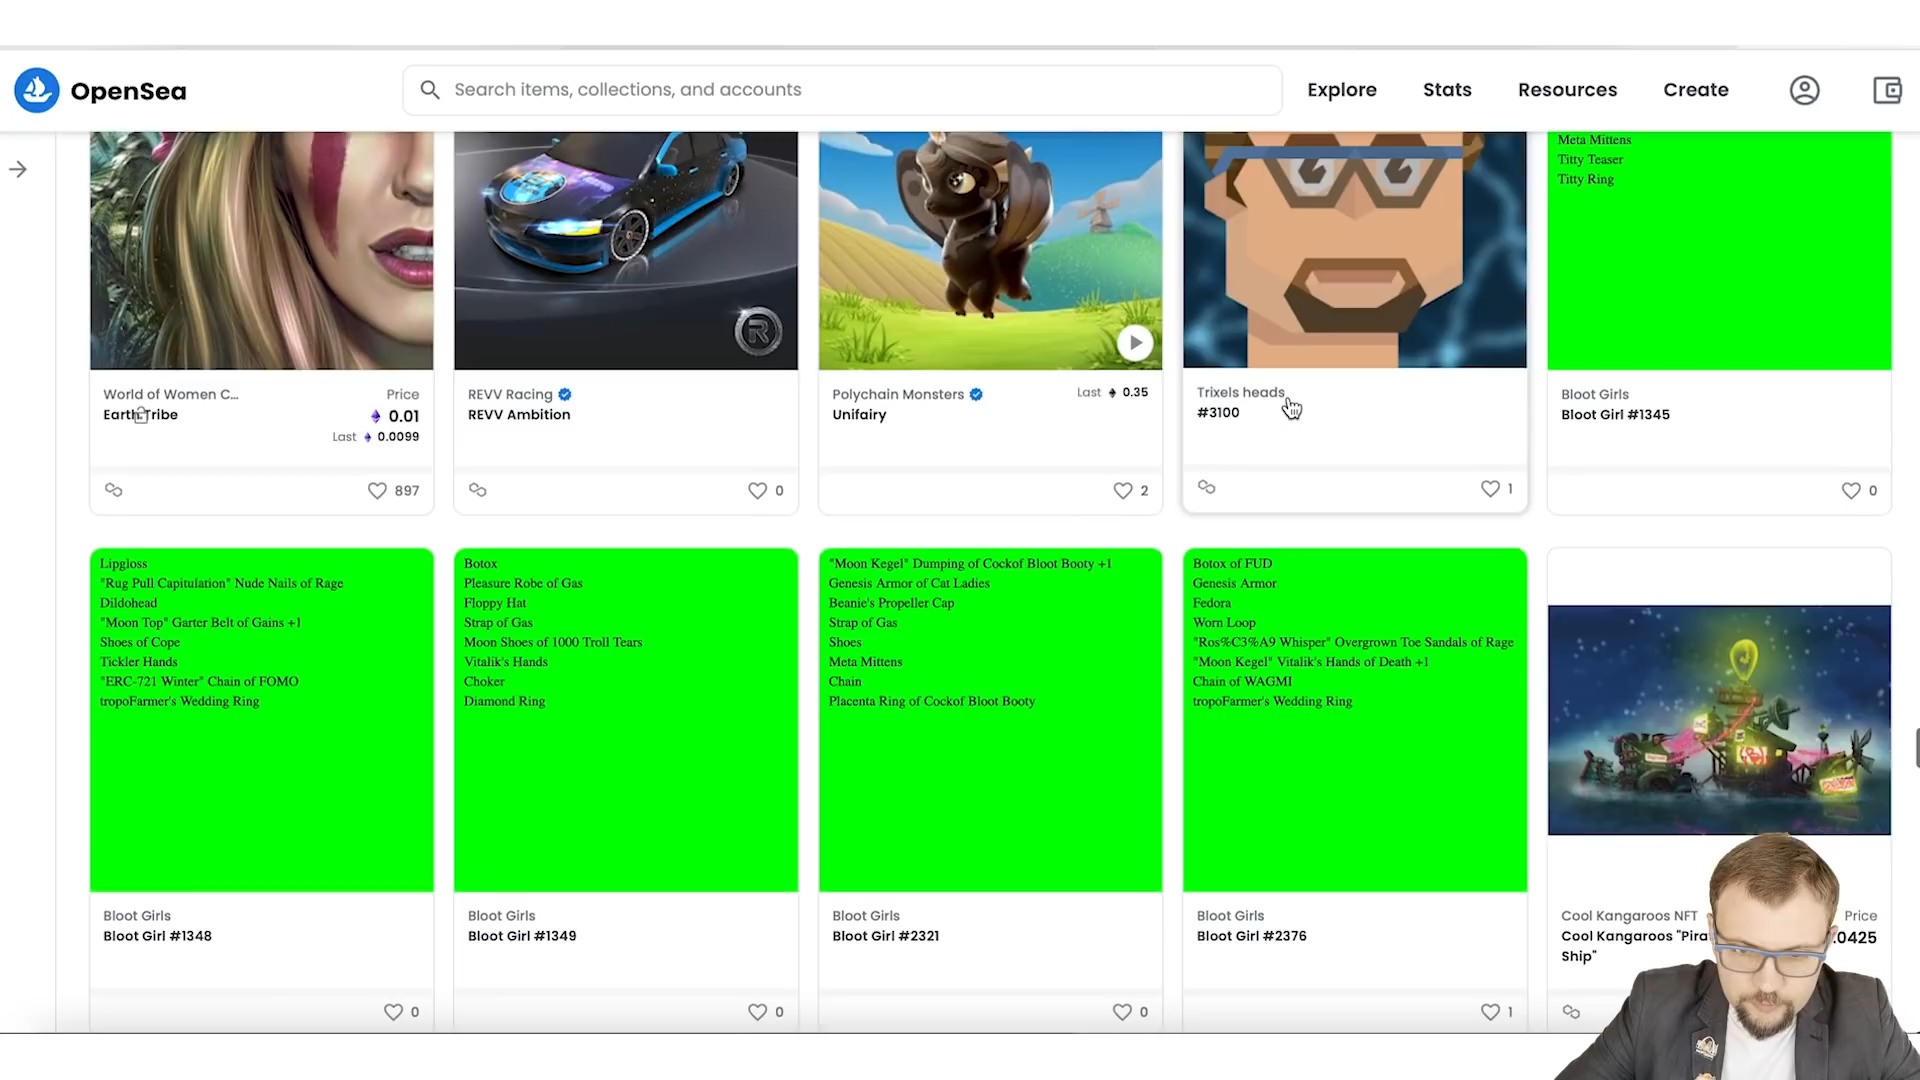 OpenSea
Search items, collections, and accounts
Explore
Stats
Resources
Create
Meta Mittens
Titty Teaser
Titty Ring
World of Women C...
Price
Earth Tribe
0.01
Last 0.0099
897
REVV Racing
REVV Ambition
0
Polychain Monsters
Last 0.35
Unifairy
2
Trixels heads
#3100
1
Bloot Girls
Bloot Girl #1345
0
Lipgloss
"Rug Pull Capitulation" Nude Nails of Rage
Dildohead
"Moon Top" Garter Belt of Gains +1
Shoes of Cope
Tickler Hands
"ERC-721 Winter" Chain of FOMO
tropoFarmer's Wedding Ring
Bloot Girls
Bloot Girl #1348
0
Botox
Pleasure Robe of Gas
Floppy Hat
Strap of Gas
Moon Shoes of 1000 Troll Tears
Vitalik's Hands
Choker
Diamond Ring
Bloot Girls
Bloot Girl #1349
0
"Moon Kegel" Dumping of Cockof Bloot Booty +1
Genesis Armor of Cat Ladies
Beanie's Propeller Cap
Strap of Gas
Shoes
Meta Mittens
Chain
Placenta Ring of Cockof Bloot Booty
Bloot Girls
Bloot Girl #2321
0
Botox of FUD
Genesis Armor
Fedora
Worn Loop
"Ros%C3%A9 Whisper" Overgrown Toe Sandals of Rage
"Moon Kegel" Vitalik's Hands of Death +1
Chain of WAGMI
tropoFarmer's Wedding Ring
Bloot Girls
Bloot Girl #2376
1
Cool Kangaroos NFT
Price
Cool Kangaroos "Pira
.0425
Ship"